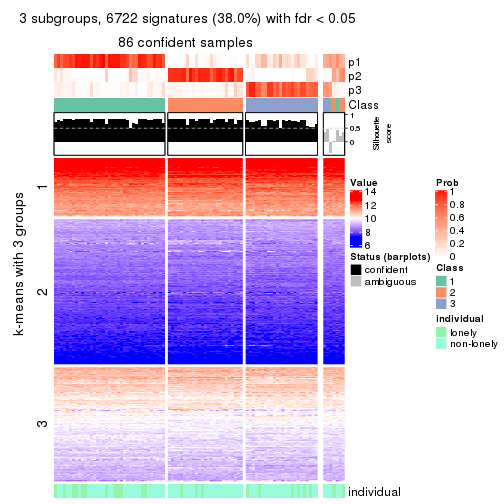 3 subgroups, 6722 signatures (38.0%) with fdr < 0.05
86 confident samples
p1
p2
p3
Class
1
0.5
0
Silhouette
score
k-means with 3 groups
1
2
3
individual
Value
14
12
10
8
6
Status (barplots)
confident
ambiguous
Prob
1
0.8
0.6
0.4
0.2
0
Class
1
2
3
individual
lonely
non-lonely